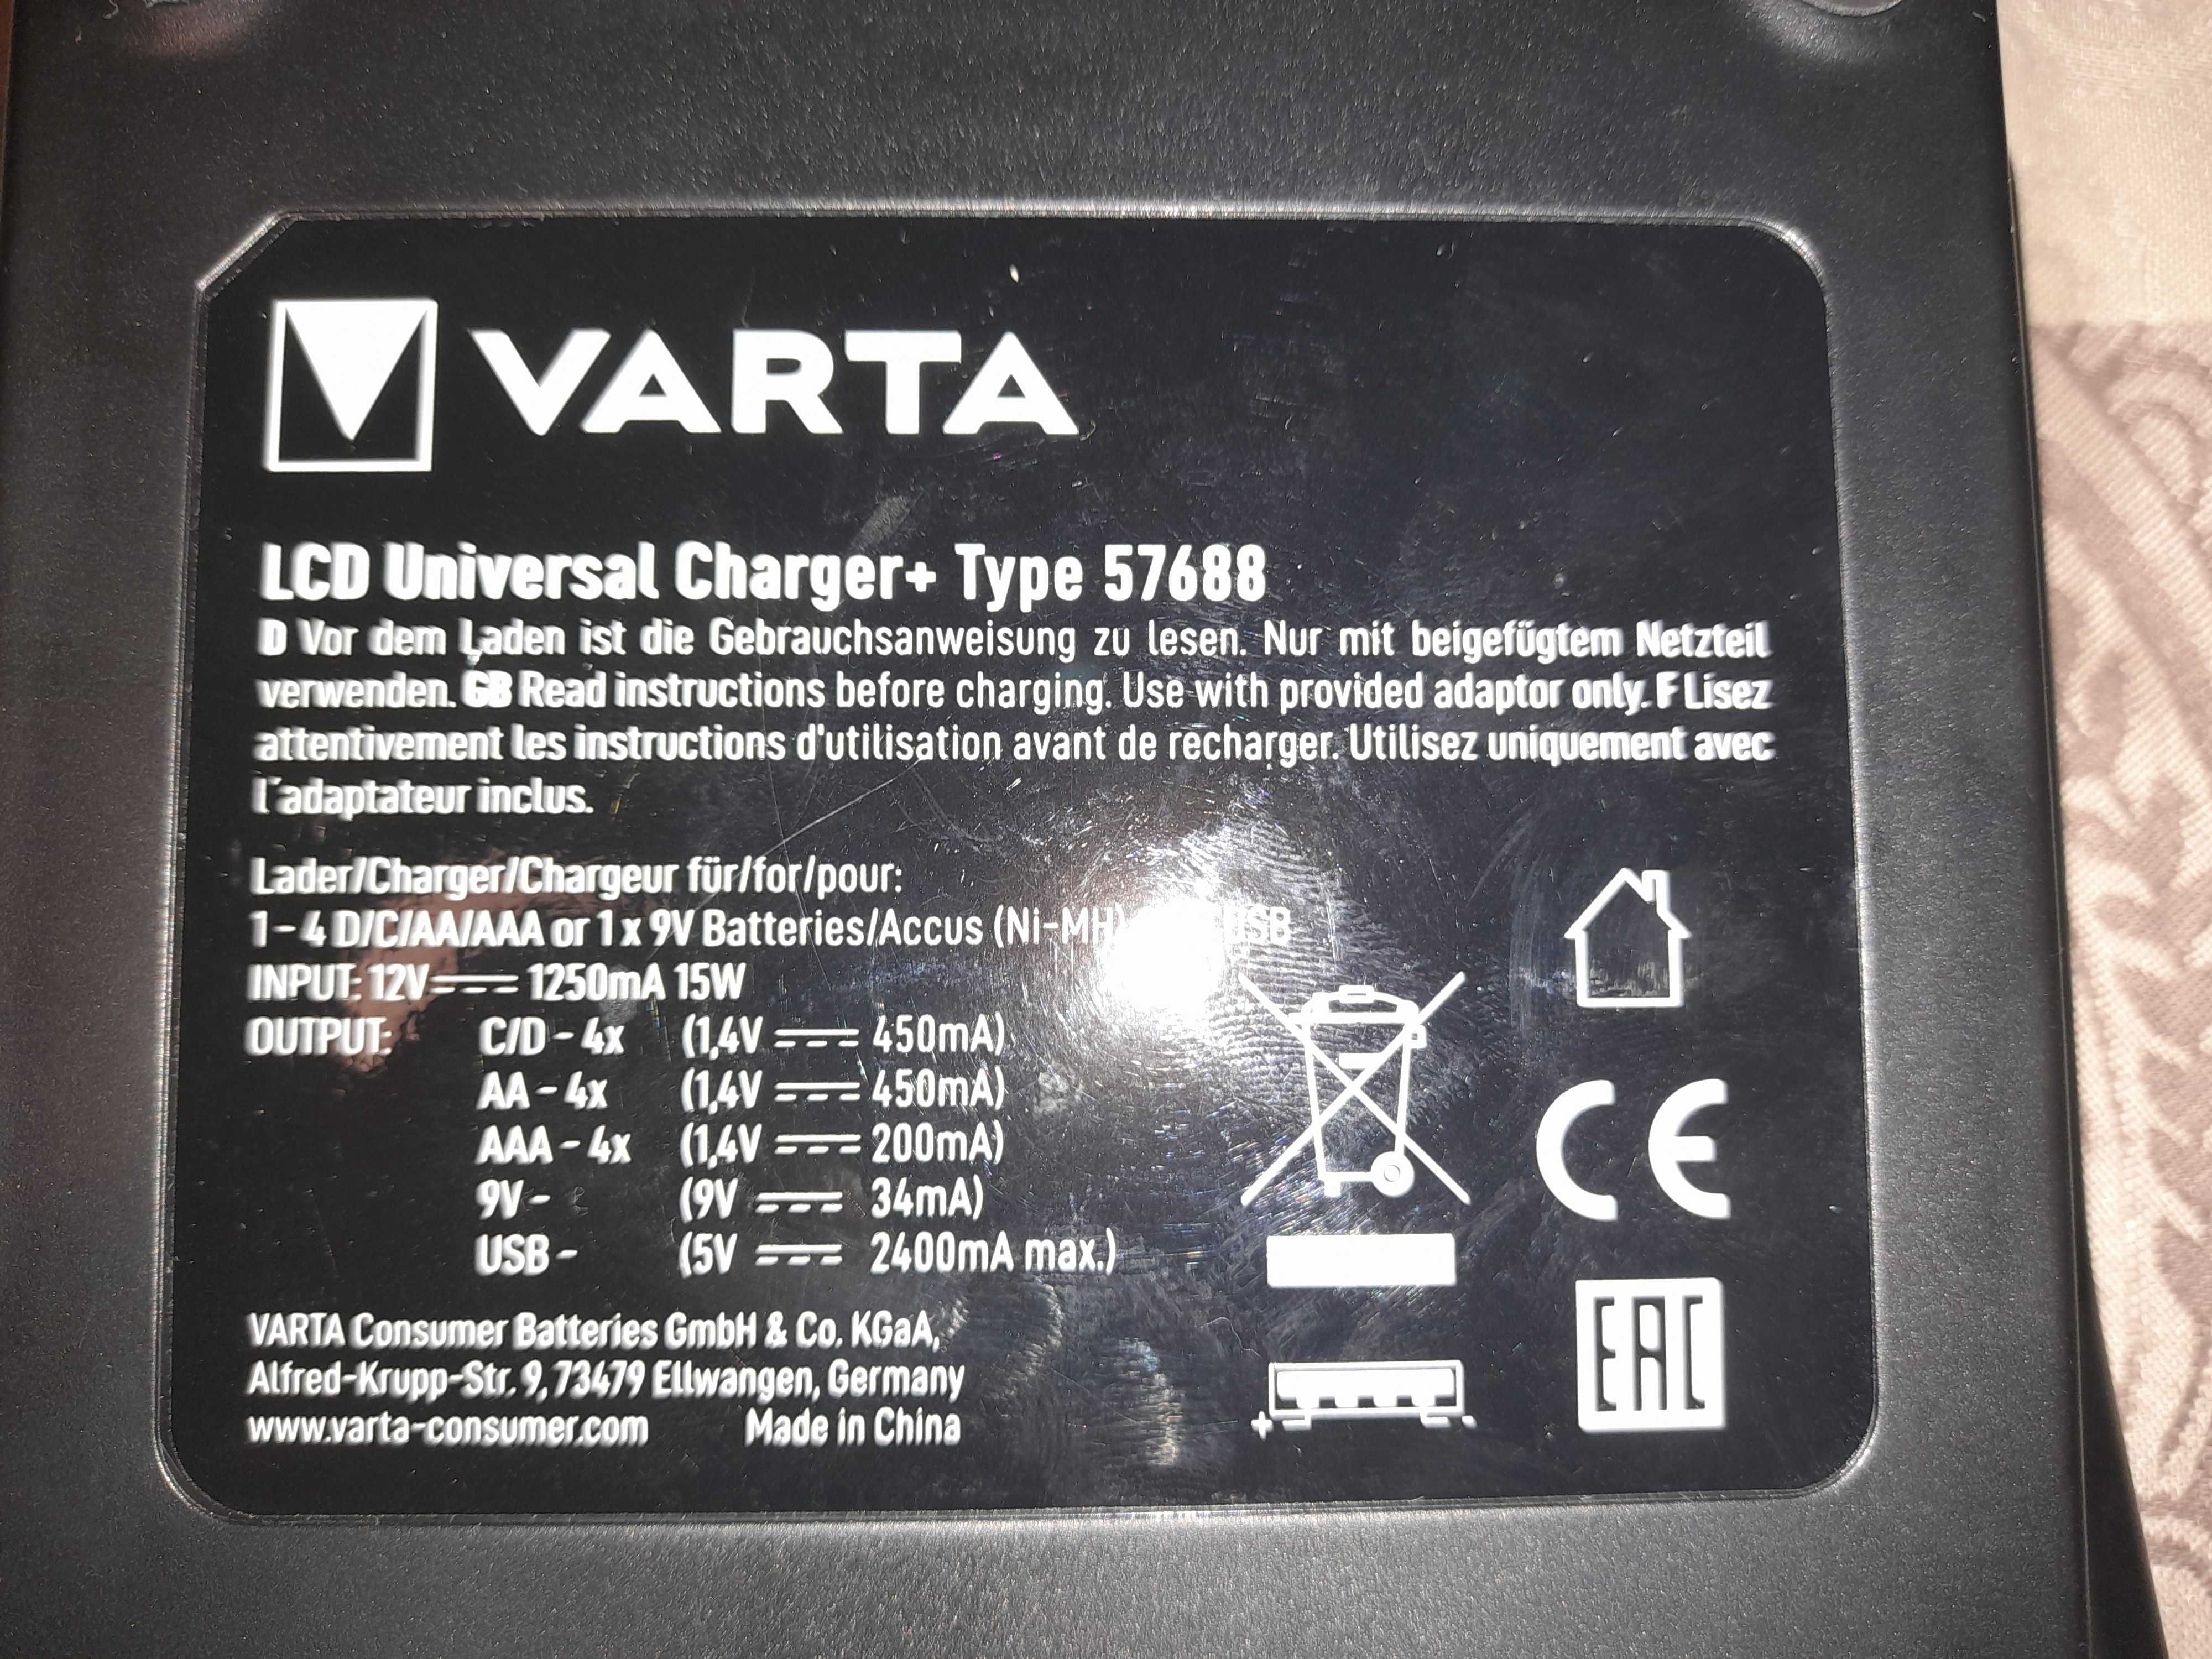 VARTA
LCD Universal Charger+ Type 57688
D Vor dem Laden ist die Gebrauchsanweisung zu lesen. Nur mit beigefügtem Netzteil
verwenden. GB Read instructions before charging. Use with provided adaptor only. F Lisez
attentivement les instructions d'utilisation avant de recharger. Utilisez uniquement avec
l´adaptateur inclus.
Lader/Charger/Chargeur für/for/pour:
1-4 D/C/AA/AAA or 1 x 9V Batteries/Accus (Ni-MH) USB
INPUT: 12V⎓ 1250mA 15W
OUTPUT: C/D - 4x (1,4V ⎓ 450mA)
AA - 4x (1,4V ⎓ 450mA)
AAA - 4x (1,4V ⎓ 200mA)
9V - (9V ⎓ 34mA)
USB - (5V ⎓ 2400mA max.)
VARTA Consumer Batteries GmbH & Co. KGaA,
Alfred-Krupp-Str. 9, 73479 Ellwangen, Germany
www.varta-consumer.com Made in China
+ -
CE
EAC